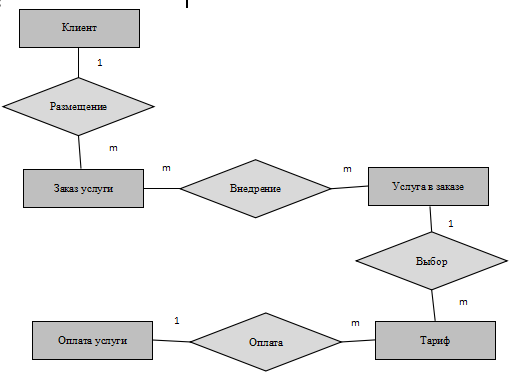 Клиент
1
Размещение
m
Заказ услуги
m
Внедрение
m
Услуга в заказе
1
Выбор
m
Оплата услуги
1
Оплата
m
Тариф